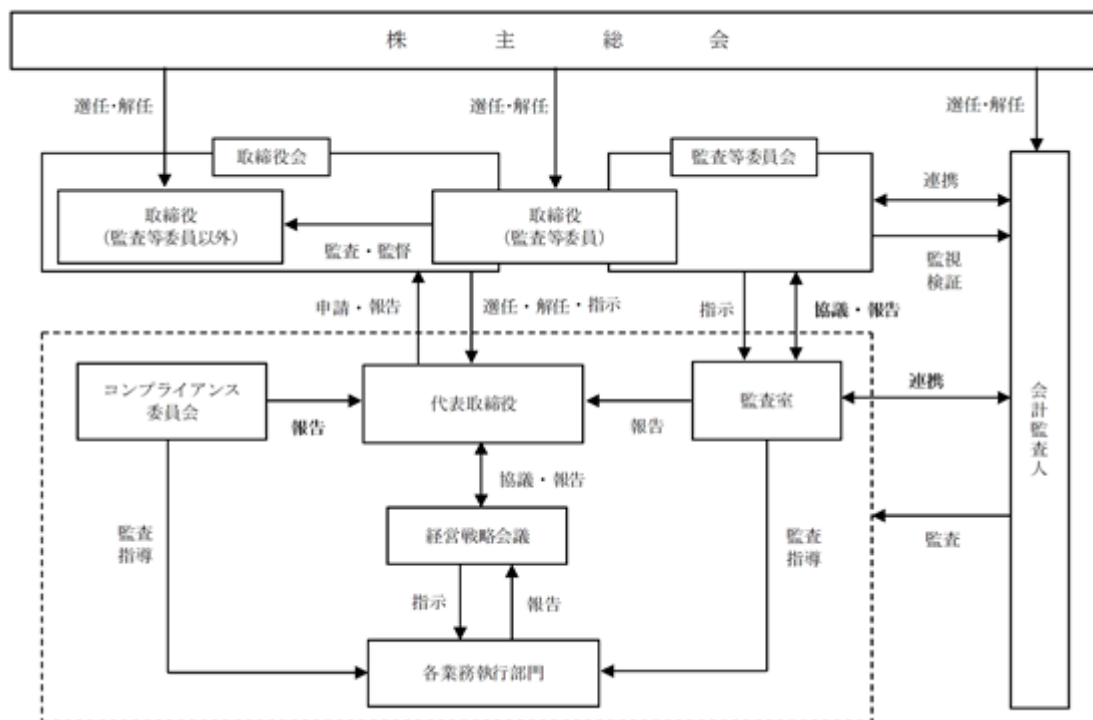 株主総会
選任・解任
選任・解任
選任・解任
取締役会
監査等委員会
取締役
(監査等委員以外)
取締役
(監査等委員)
監査・監督
連携
監視
検証
申請・報告
選任・解任・指示
指示
協議・報告
コンプライアンス
委員会
代表取締役
監査室
報告
報告
連携
会計監査人
協議・報告
監査
指導
経営戦略会議
監査
指導
監査
指示
報告
各業務執行部門